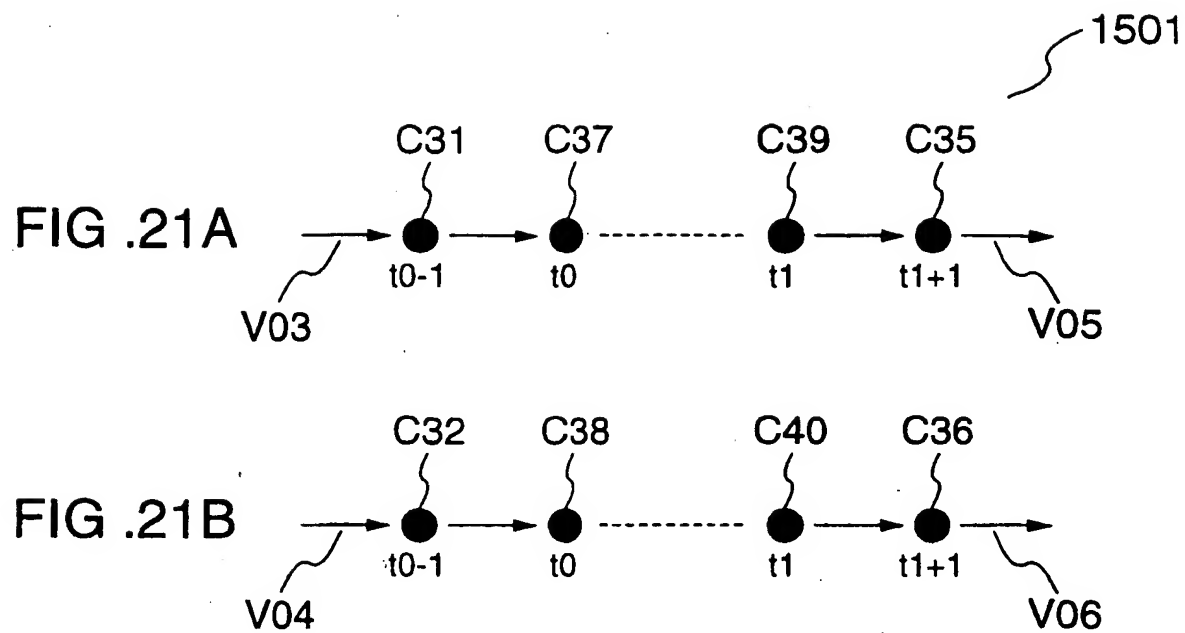 1501
C31 C37 C39 C35
FIG .21A
t0-1 t0 t1 t1+1
V03 V05
C32 C38 C40 C36
FIG .21B
t0-1 t0 t1 t1+1
V04 V06